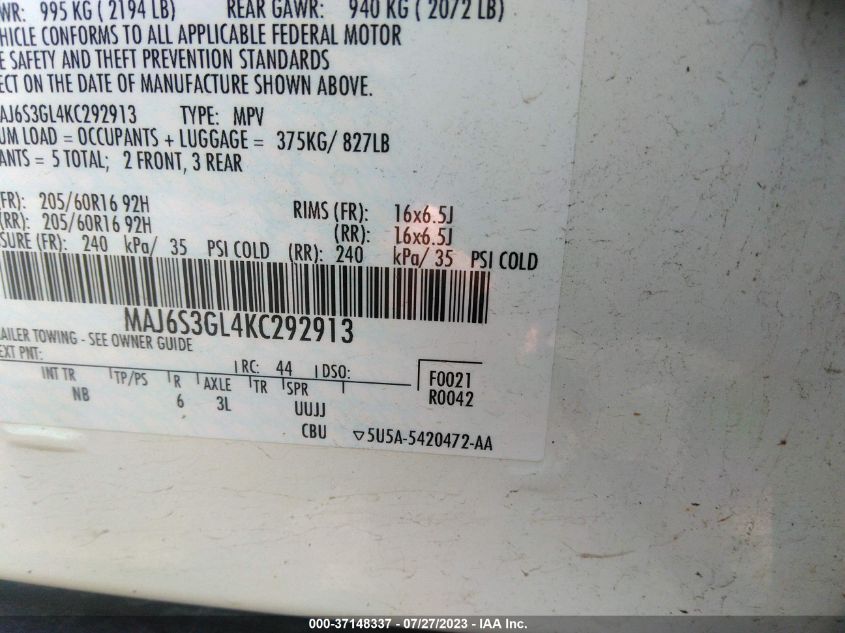 WR: 995 KG ( 2194 LB) REAR GAWR: 940 KG ( 2072 LB)
HICLE CONFORMS TO ALL APPLICABLE FEDERAL MOTOR
E SAFETY AND THEFT PREVENTION STANDARDS
ECT ON THE DATE OF MANUFACTURE SHOWN ABOVE.
AJ6S3GL4KC292913 TYPE: MPV
UM LOAD = OCCUPANTS + LUGGAGE = 375KG/ 827LB
ANTS = 5 TOTAL; 2 FRONT, 3 REAR
(FR): 205/60R16 92H RIMS (FR): 16x6.5J
(RR): 205/60R16 92H (RR): 16x6.5J
SURE (FR): 240 kPa/ 35 PSI COLD (RR): 240 kPa/ 35 PSI COLD
MAJ6S3GL4KC292913
AILER TOWING - SEE OWNER GUIDE
EXT PNT: RC: 44 DSO:
INT TR TP/PS R AXLE TR SPR F0021
NB 6 3L UUJJ R0042
CBU ▽5U5A-5420472-AA
000-37148337 / 07/27/2023 - IAA Inc.